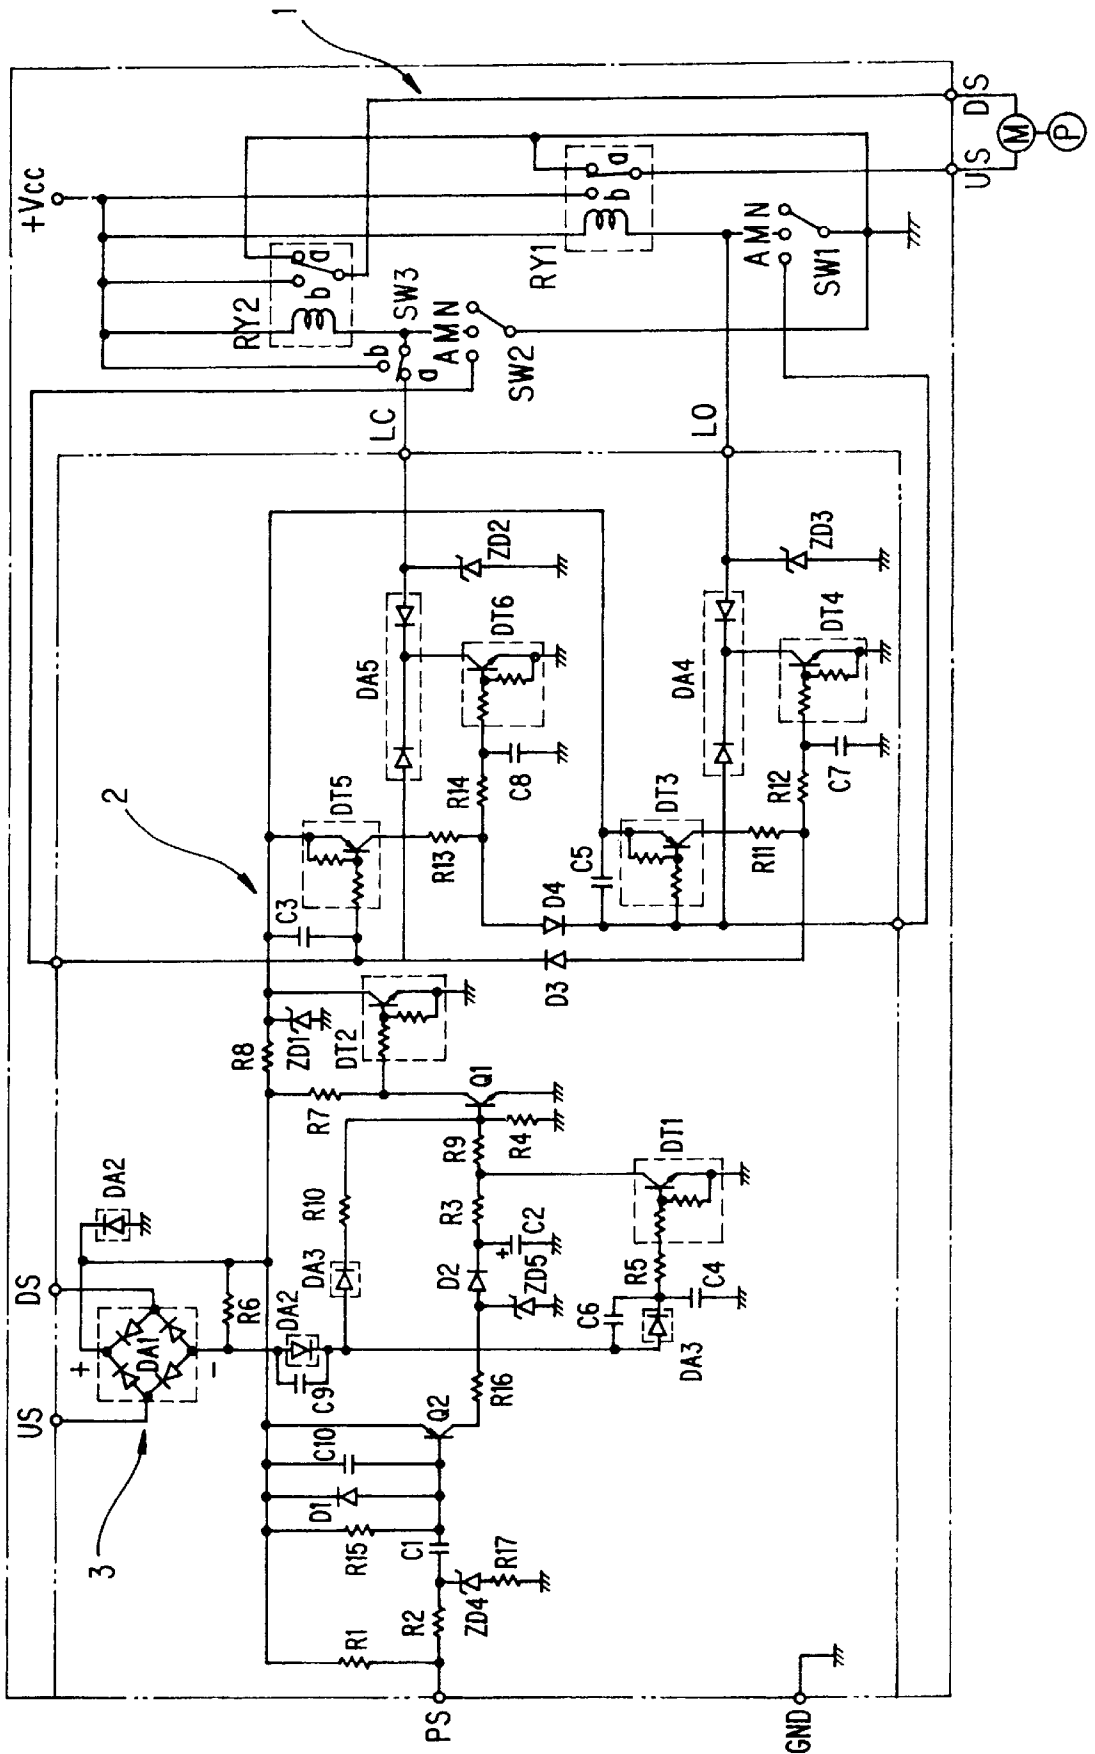 1
+Vcc
DS
US
M
P
RY2
b
a
RY1
b
a
SW3
b
a
A M N
SW2
A M N
SW1
LC
LO
2
DA5
ZD2
DT6
DT5
C3
R14
C8
R13
D4
C5
D3
DA4
ZD3
DT4
DT3
R12
C7
R11
R8
ZD1
DT2
R7
Q1
R9
R4
R10
DA3
R3
C2
+
D2
ZD5
DT1
R5
C4
C6
DA3
DS
US
DA2
+
DA1
-
R6
DA2
C9
R16
Q2
C10
D1
R15
C1
R17
ZD4
R2
R1
3
PS
GND